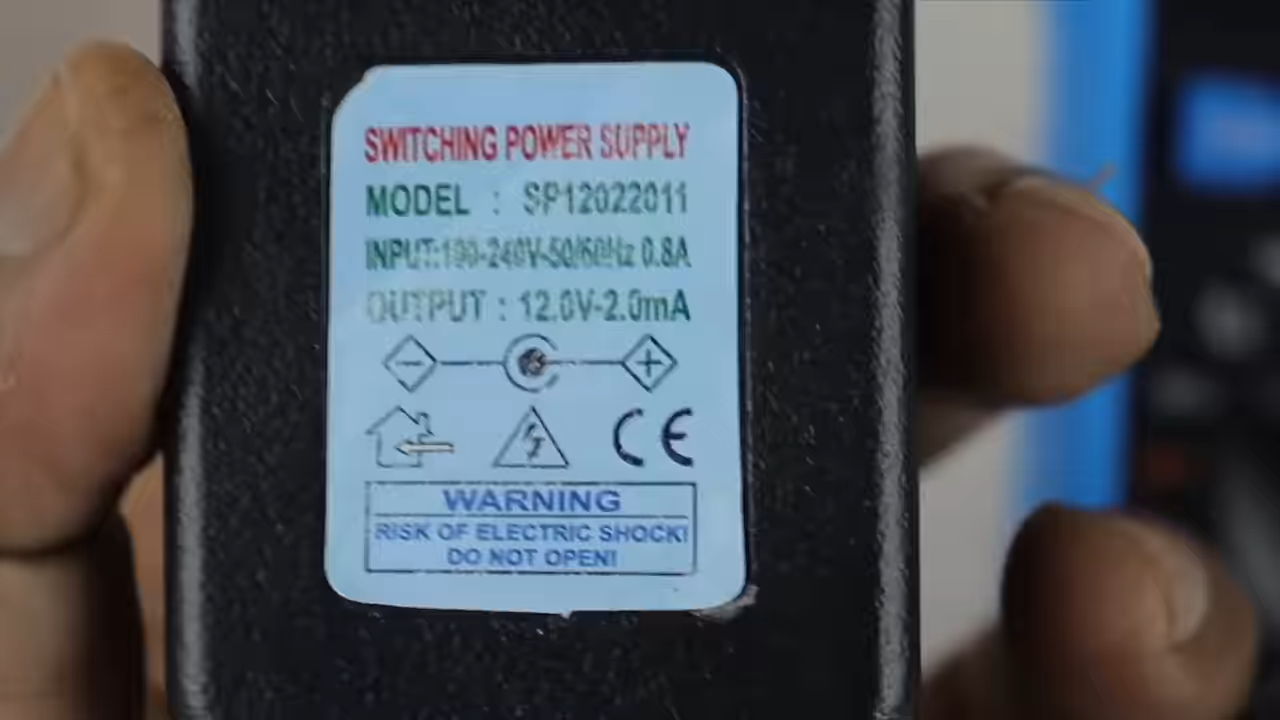 SWITCHING POWER SUPPLY
MODEL : SP12022011
INPUT:100-240V-50/60Hz 0.8A
OUTPUT : 12.0V-2.0mA
CE
WARNING
RISK OF ELECTRIC SHOCK!
DO NOT OPEN!